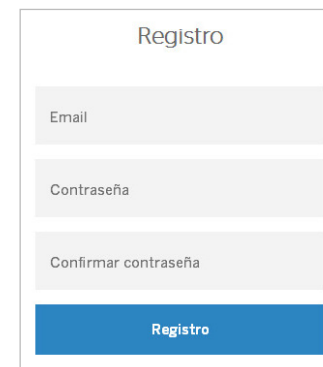 Registro
Email
Contraseña
Confirmar contraseña
Registro